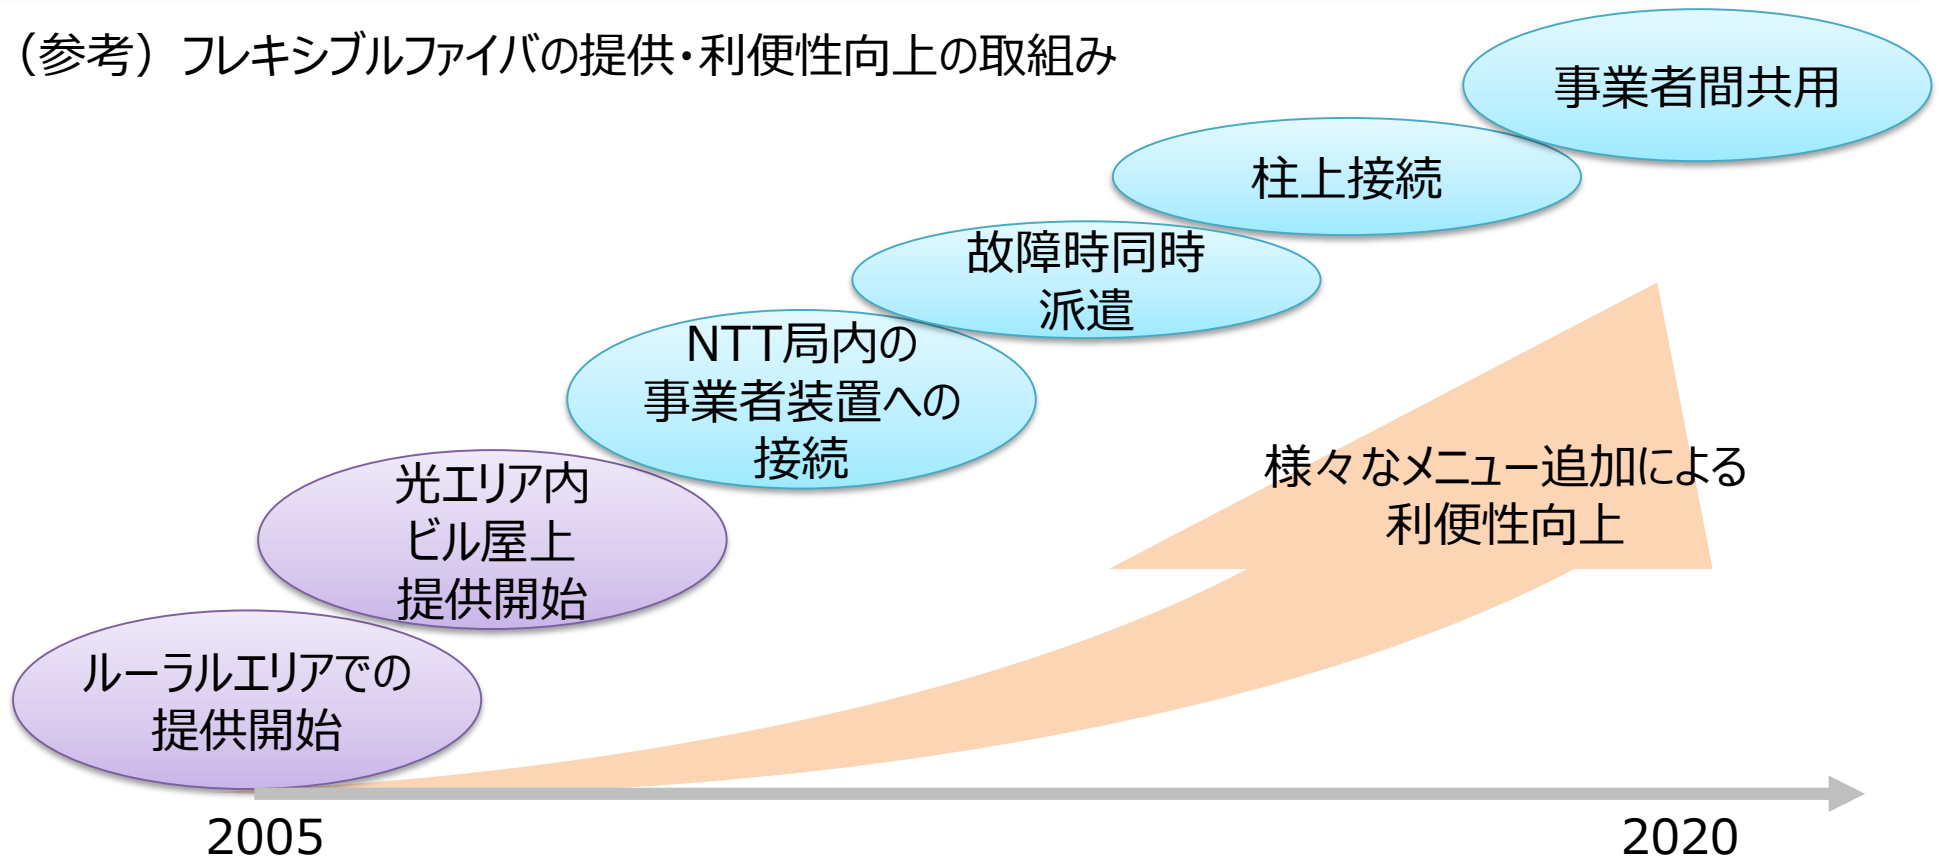 （参考）フレキシブルファイバの提供・利便性向上の取組み
事業者間共用
柱上接続
故障時同時
派遣
NTT局内の
事業者装置への
接続
光エリア内
ビル屋上
提供開始
ルーラルエリアでの
提供開始
様々なメニュー追加による
利便性向上
2005
2020